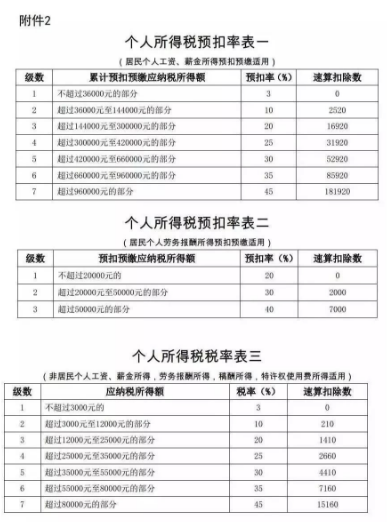 附件2
个人所得税预扣率表一
（居民个人工资、薪金所得预扣预缴适用）
级数 累计预扣预缴应纳税所得额 预扣率（%） 速算扣除数
1 不超过36000元的部分 3 0
2 超过36000元至144000元的部分 10 2520
3 超过144000元至300000元的部分 20 16920
4 超过300000元至420000元的部分 25 31920
5 超过420000元至660000元的部分 30 52920
6 超过660000元至960000元的部分 35 85920
7 超过960000元的部分 45 181920
个人所得税预扣率表二
（居民个人劳务报酬所得预扣预缴适用）
级数 预扣预缴应纳税所得额 预扣率（%） 速算扣除数
1 不超过20000元的 20 0
2 超过20000元至50000元的部分 30 2000
3 超过50000元的部分 40 7000
个人所得税税率表三
（非居民个人工资、薪金所得，劳务报酬所得，稿酬所得，特许权使用费所得适用）
级数 应纳税所得额 税率（%） 速算扣除数
1 不超过3000元的 3 0
2 超过3000元至12000元的部分 10 210
3 超过12000元至25000元的部分 20 1410
4 超过25000元至35000元的部分 25 2660
5 超过35000元至55000元的部分 30 4410
6 超过55000元至80000元的部分 35 7160
7 超过80000元的部分 45 15160